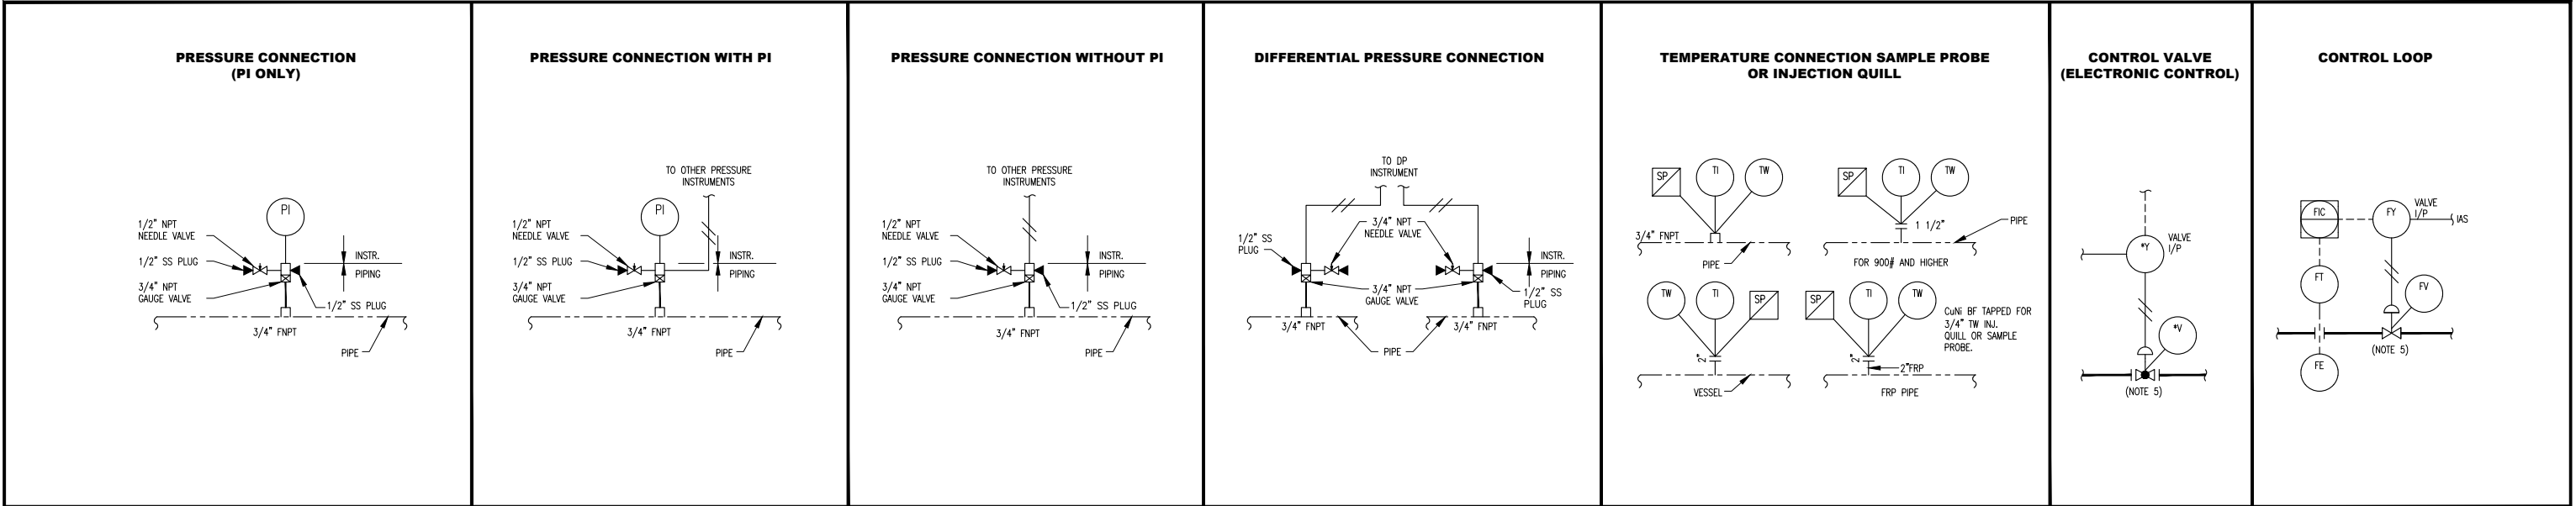 PRESSURE CONNECTION
(PI ONLY)
PI
1/2" NPT
NEEDLE VALVE
1/2" SS PLUG
3/4" NPT
GAUGE VALVE
INSTR.
PIPING
1/2" SS PLUG
3/4" FNPT
PIPE
PRESSURE CONNECTION WITH PI
TO OTHER PRESSURE
INSTRUMENTS
PI
1/2" NPT
NEEDLE VALVE
1/2" SS PLUG
3/4" NPT
GAUGE VALVE
INSTR.
PIPING
3/4" FNPT
PIPE
PRESSURE CONNECTION WITHOUT PI
TO OTHER PRESSURE
INSTRUMENTS
1/2" NPT
NEEDLE VALVE
1/2" SS PLUG
3/4" NPT
GAUGE VALVE
INSTR.
PIPING
1/2" SS PLUG
3/4" FNPT
PIPE
DIFFERENTIAL PRESSURE CONNECTION
TO DP
INSTRUMENT
1/2" SS
PLUG
3/4" NPT
NEEDLE VALVE
3/4" NPT
GAUGE VALVE
INSTR.
PIPING
1/2" SS
PLUG
3/4" FNPT
3/4" FNPT
PIPE
TEMPERATURE CONNECTION SAMPLE PROBE
OR INJECTION QUILL
SP
TI
TW
3/4" FNPT
PIPE
SP
TI
TW
1 1/2"
PIPE
FOR 900# AND HIGHER
TW
TI
SP
2"
VESSEL
SP
TI
TW
CuNi BF TAPPED FOR
3/4" TW INJ.
QUILL OR SAMPLE
PROBE.
2"
2"FRP
FRP PIPE
CONTROL VALVE
(ELECTRONIC CONTROL)
*Y
VALVE
I/P
*V
(NOTE 5)
CONTROL LOOP
FIC
FY
VALVE
I/P
IAS
FT
FV
(NOTE 5)
FE